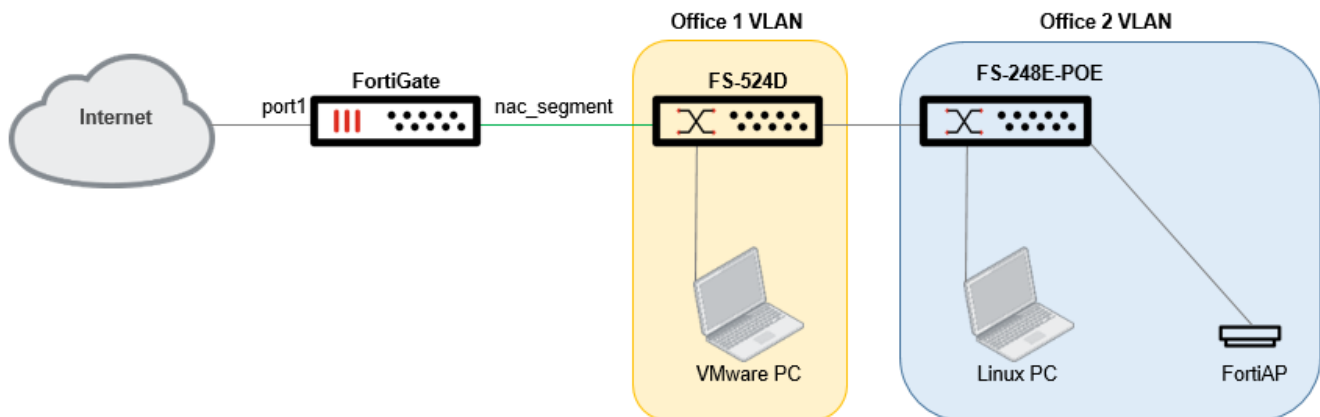 Office 1 VLAN
Office 2 VLAN
FortiGate
FS-524D
FS-248E-POE
Internet
port1
nac_segment
VMware PC
Linux PC
FortiAP